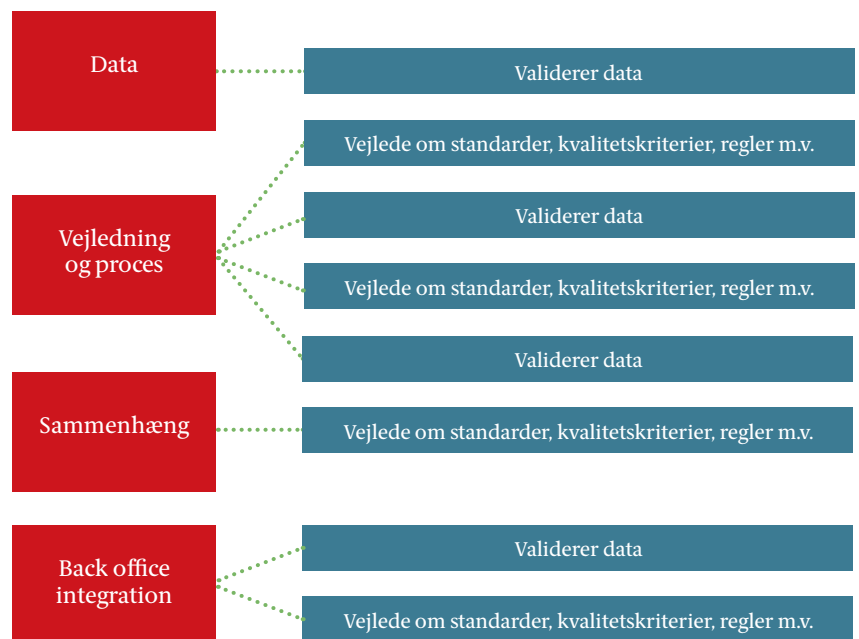 Data
Validerer data
Vejlede om standarder, kvalitetskriterier, regler m.v.
Vejledning
og proces
Validerer data
Vejlede om standarder, kvalitetskriterier, regler m.v.
Validerer data
Sammenhæng
Vejlede om standarder, kvalitetskriterier, regler m.v.
Back office
integration
Validerer data
Vejlede om standarder, kvalitetskriterier, regler m.v.